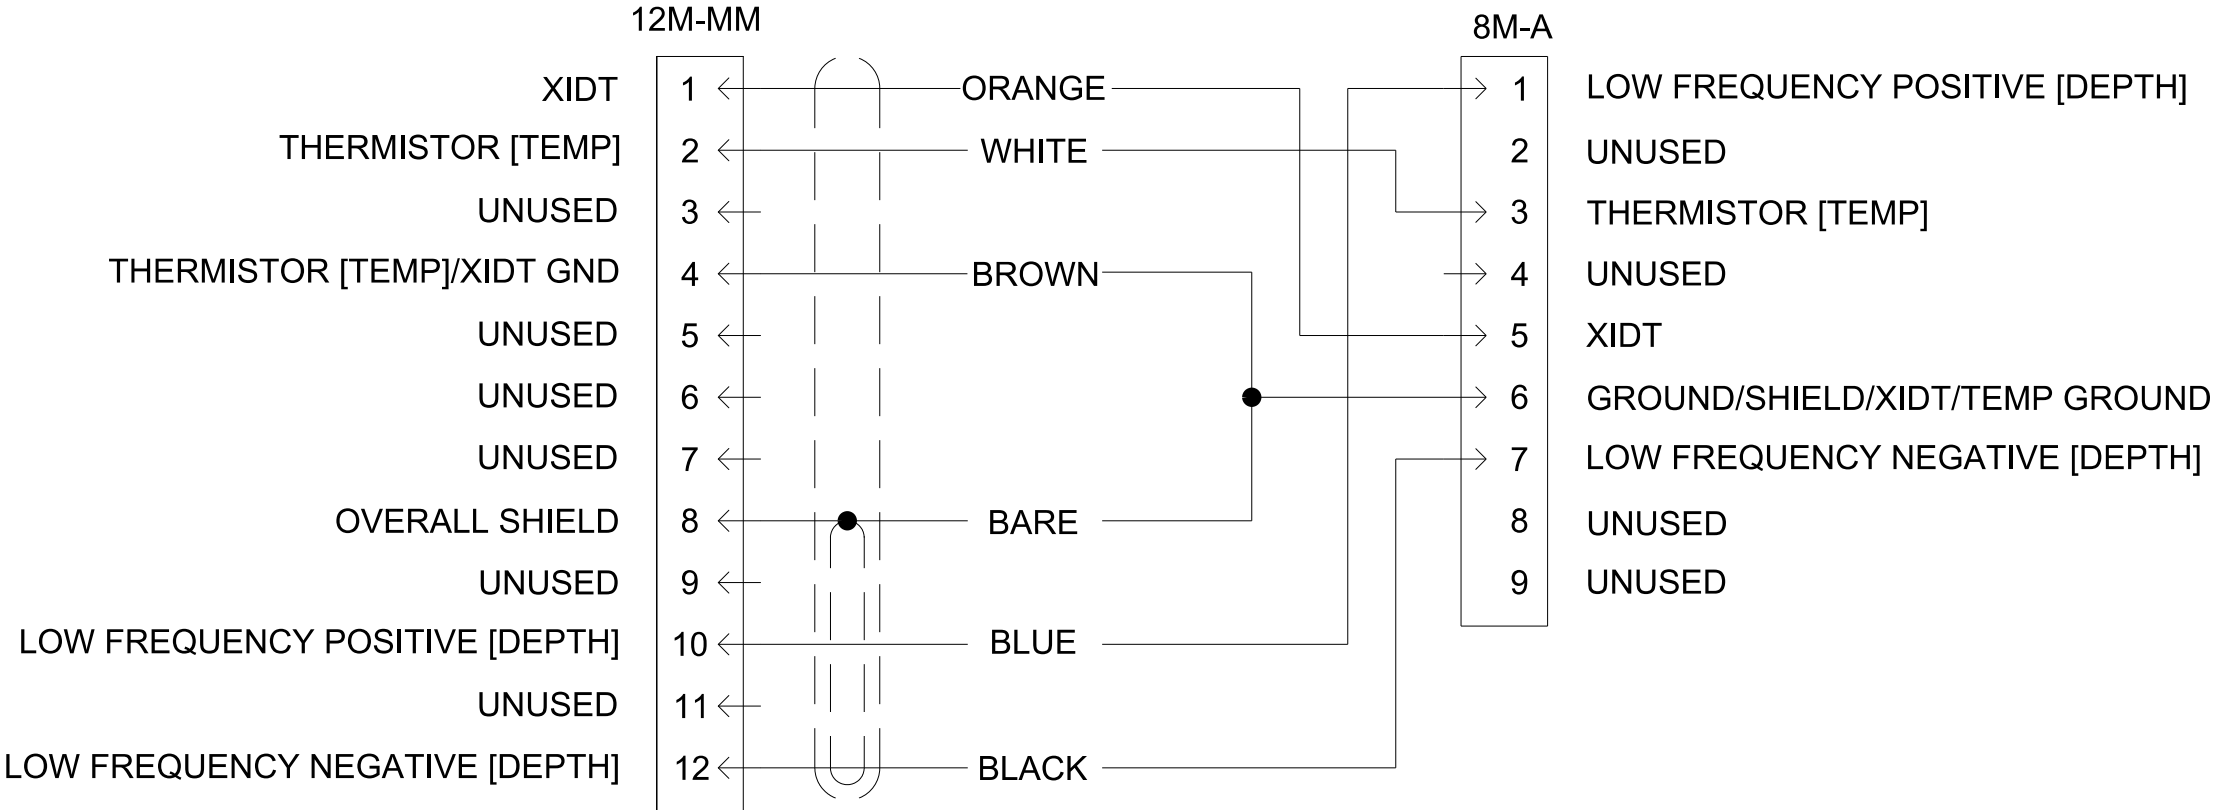 12M-MM
8M-A
XIDT 1 ORANGE 1 LOW FREQUENCY POSITIVE [DEPTH]
THERMISTOR [TEMP] 2 WHITE 2 UNUSED
UNUSED 3 3 THERMISTOR [TEMP]
THERMISTOR [TEMP]/XIDT GND 4 BROWN 4 UNUSED
UNUSED 5 5 XIDT
UNUSED 6 6 GROUND/SHIELD/XIDT/TEMP GROUND
UNUSED 7 7 LOW FREQUENCY NEGATIVE [DEPTH]
OVERALL SHIELD 8 BARE 8 UNUSED
UNUSED 9 9 UNUSED
LOW FREQUENCY POSITIVE [DEPTH] 10 BLUE
UNUSED 11
LOW FREQUENCY NEGATIVE [DEPTH] 12 BLACK